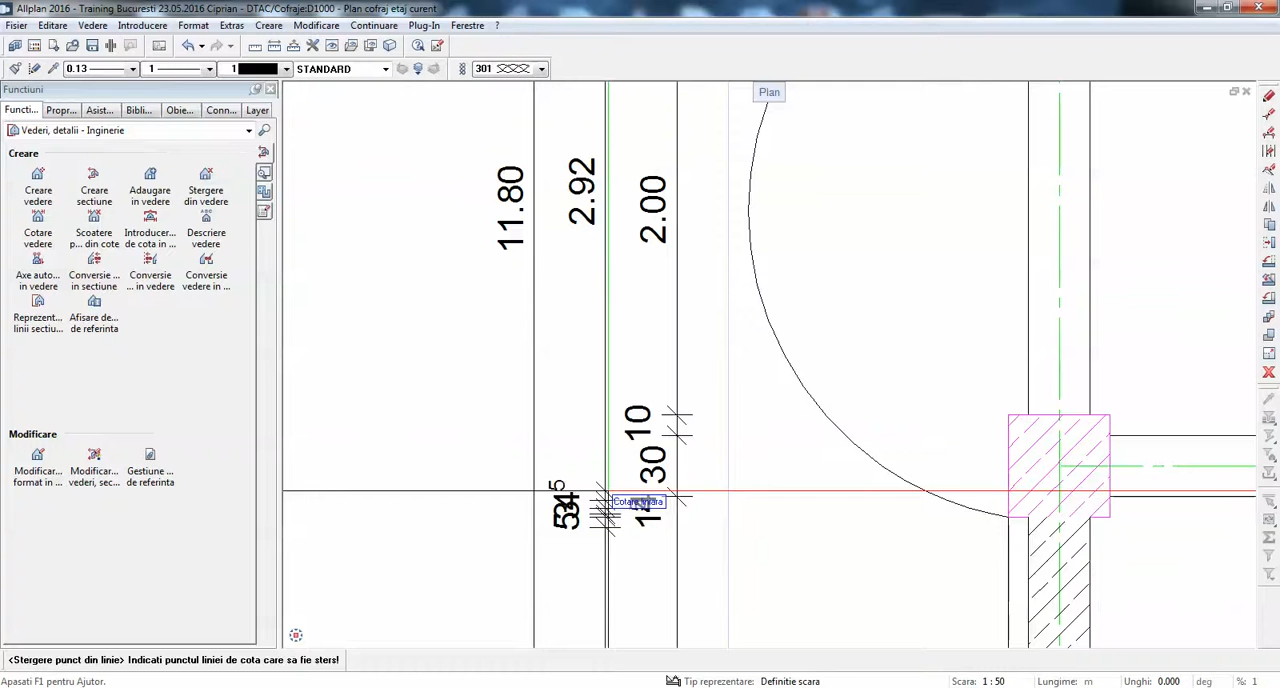 Allplan 2016 - Training Bucuresti 23.05.2016 Ciprian - DTAC/Cofraje:D1000 - Plan cofraj etaj curent
Fisier Editare Vedere Introducere Format Extras Creare Modificare Continuare Plug-In Ferestre ?
0.13 1 1 STANDARD 301
Functiuni
Functi... Propr... Asist... Bibli... Obie... Conn... Layer
Vederi, detalii - Inginerie
Creare
Creare vedere
Creare sectiune
Adaugare in vedere
Stergere din vedere
Cotare vedere
Scoatere p... din cote
Introducer... de cota in ...
Descriere vedere
Axe auto... in vedere
Conversie ... in sectiune
Conversie ... in vedere
Conversie vedere in ...
Reprezent... linii sectiu...
Afisare de... de referinta
Modificare
Modificar... format in ...
Modificar... vederi, sec...
Gestiune ... de referinta
Plan
11.80
2.92
2.00
10
30
5
<Stergere punct din linie> Indicati punctul liniei de cota care sa fie sters!
Apasati F1 pentru Ajutor.
Tip reprezentare: Definitie scara
Scara: 1 : 50
Lungime: m
Unghi: 0.000 deg
%: 1